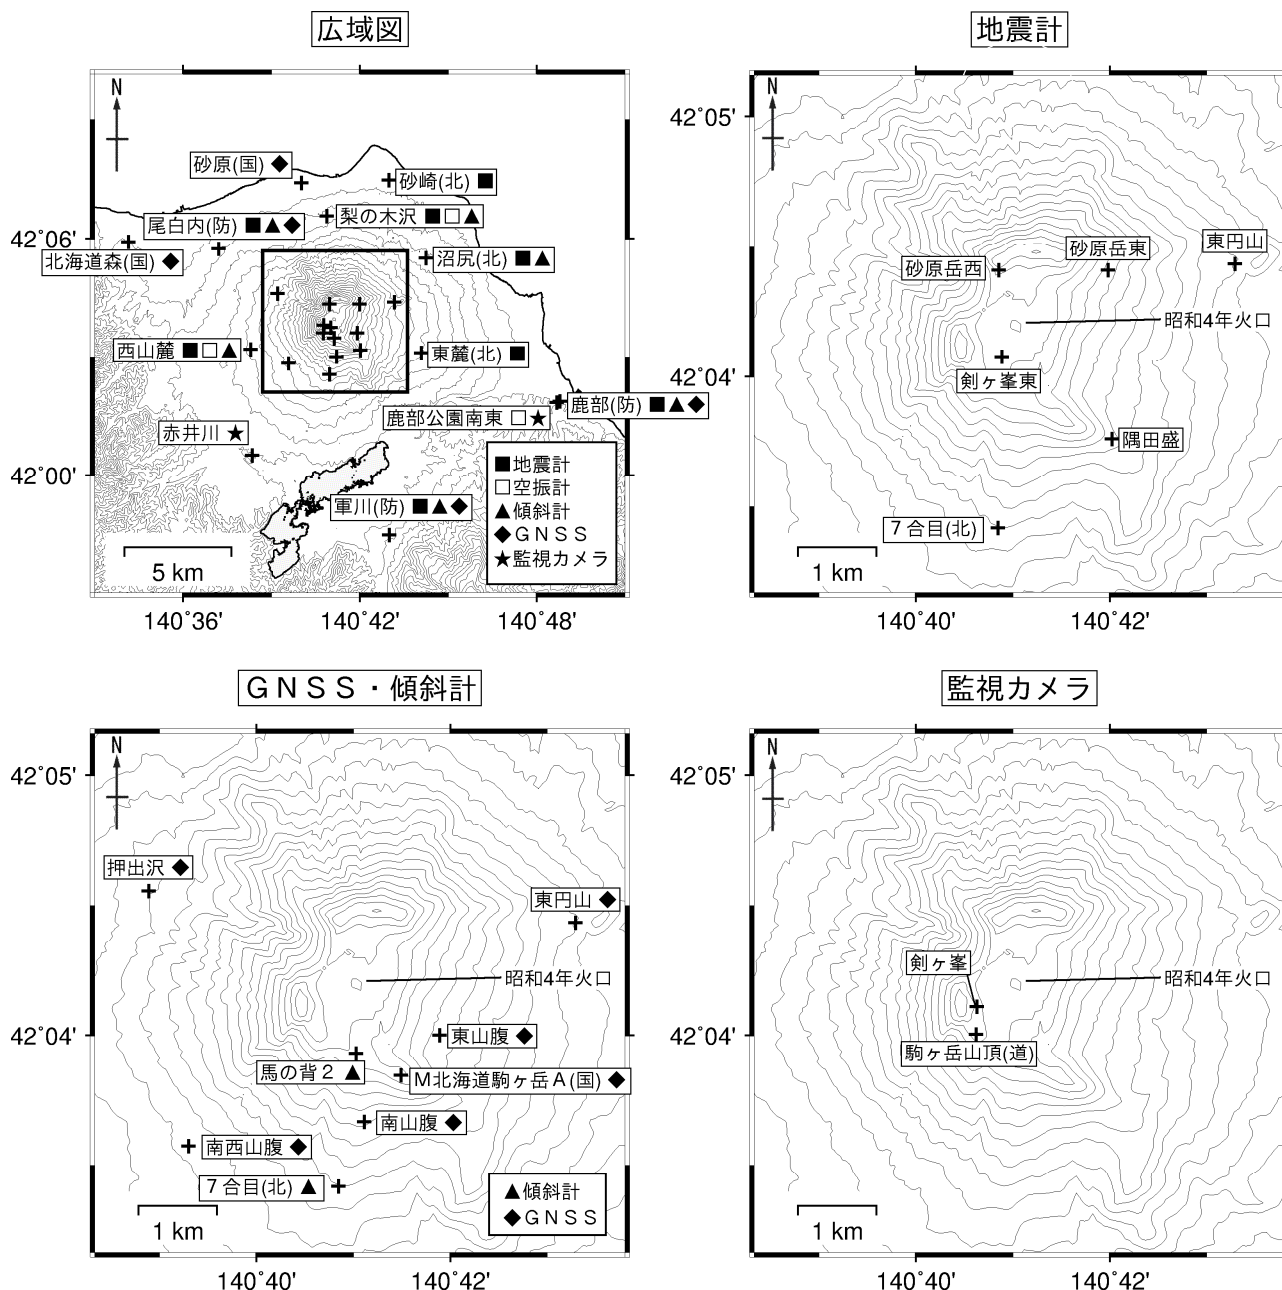 広域図
N
砂原(国) ◆
砂崎(北) ■
梨の木沢 ■□▲
尾白内(防) ■▲◆
42°06'
北海道森(国) ◆
沼尻(北) ■▲
西山麓 ■□▲
東麓(北) ■
鹿部(防) ■▲◆
鹿部公園南東 □★
赤井川 ★
42°00'
軍川(防) ■▲◆
■地震計
□空振計
▲傾斜計
◆ＧＮＳＳ
★監視カメラ
5 km
140°36'
140°42'
140°48'
地震計
N
42°05'
東円山
砂原岳東
砂原岳西
昭和4年火口
42°04'
剣ヶ峯東
隅田盛
７合目(北)
1 km
140°40'
140°42'
ＧＮＳＳ・傾斜計
N
42°05'
押出沢 ◆
東円山 ◆
昭和4年火口
42°04'
東山腹 ◆
馬の背２ ▲
Ｍ北海道駒ヶ岳Ａ(国) ◆
南山腹 ◆
南西山腹 ◆
７合目(北) ▲
▲傾斜計
◆ＧＮＳＳ
1 km
140°40'
140°42'
監視カメラ
N
42°05'
剣ヶ峯
昭和4年火口
42°04'
駒ヶ岳山頂(道)
1 km
140°40'
140°42'